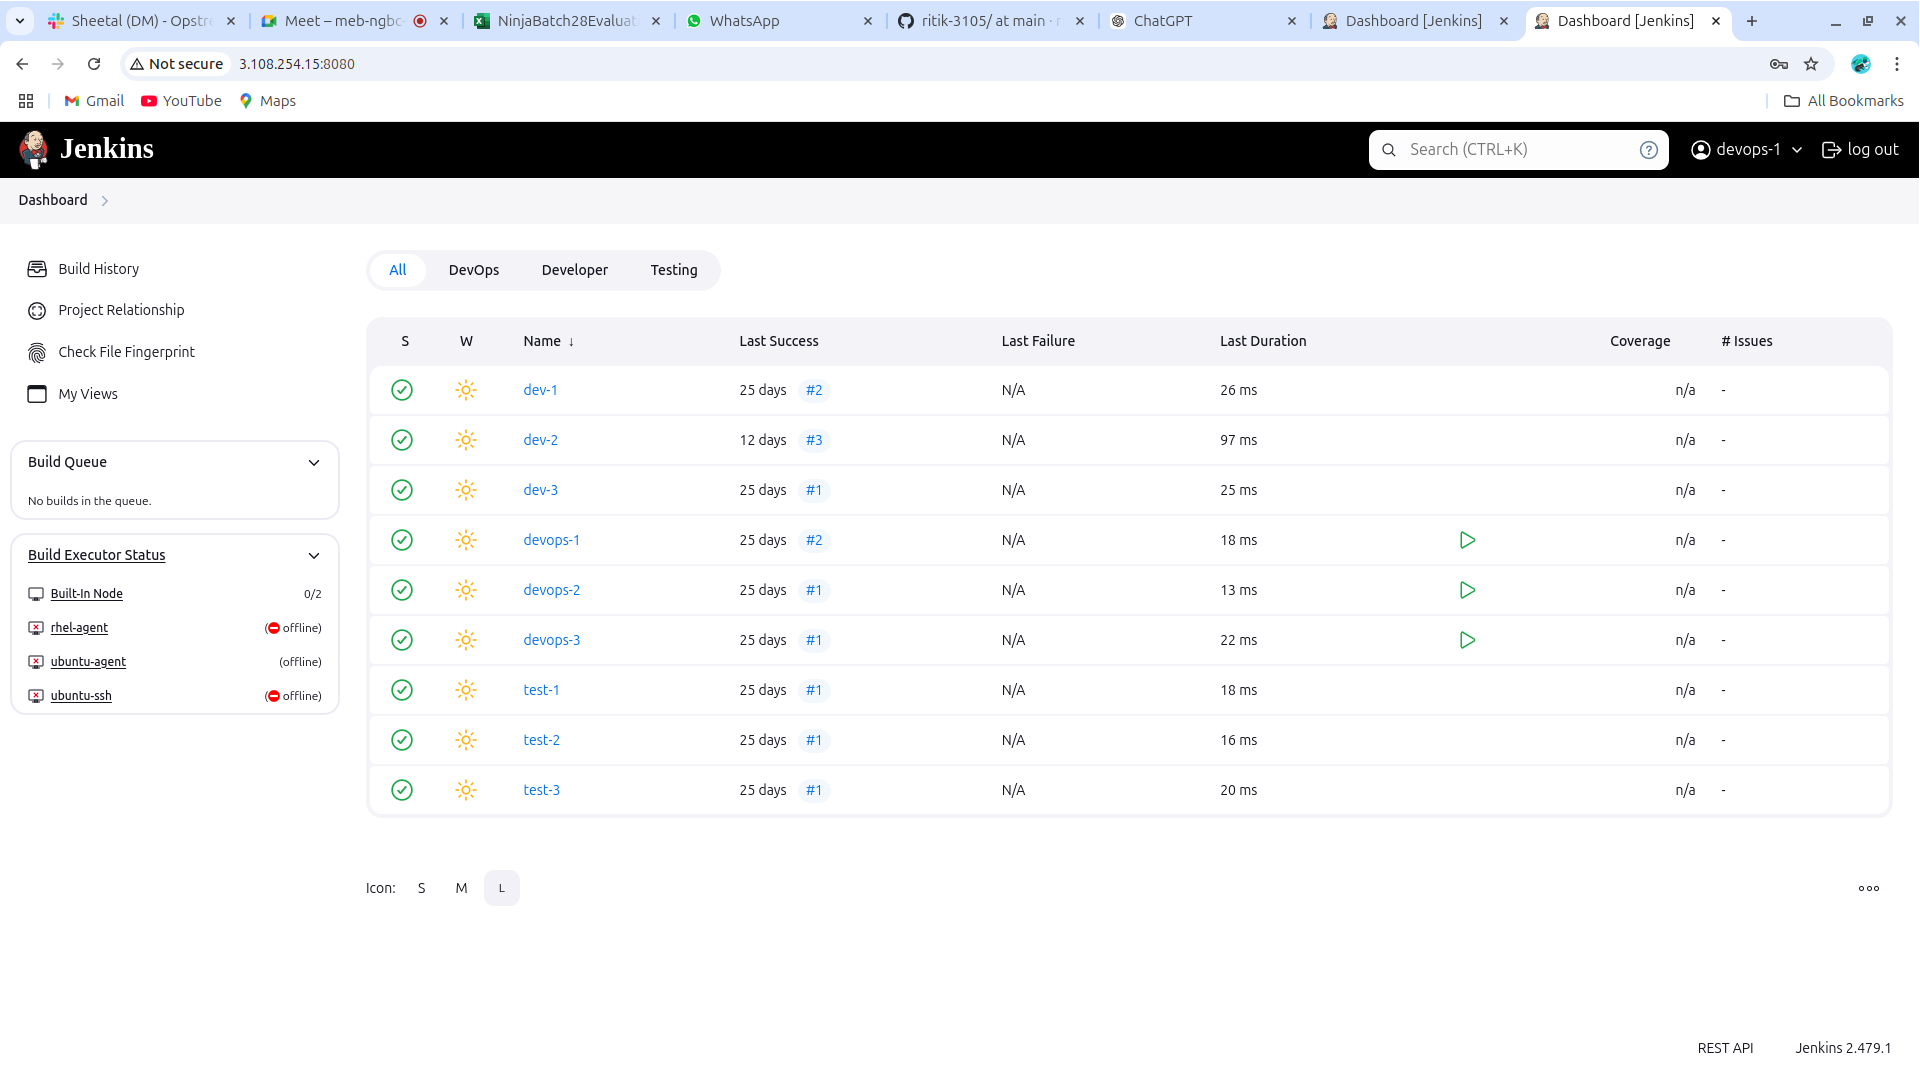 Sheetal (DM) - Opstre
Meet – meb-ngbc-
NinjaBatch28Evaluat
WhatsApp
ritik-3105/ at main · r
ChatGPT
Dashboard [Jenkins]
Dashboard [Jenkins]
Not secure 3.108.254.15:8080
Gmail YouTube Maps All Bookmarks
Jenkins Search (CTRL+K) devops-1 log out
Dashboard
Build History
Project Relationship
Check File Fingerprint
My Views
Build Queue
No builds in the queue.
Build Executor Status
Built-In Node 0/2
rhel-agent (offline)
ubuntu-agent (offline)
ubuntu-ssh (offline)
All DevOps Developer Testing
S W Name ↓ Last Success Last Failure Last Duration Coverage # Issues
dev-1 25 days #2 N/A 26 ms n/a -
dev-2 12 days #3 N/A 97 ms n/a -
dev-3 25 days #1 N/A 25 ms n/a -
devops-1 25 days #2 N/A 18 ms n/a -
devops-2 25 days #1 N/A 13 ms n/a -
devops-3 25 days #1 N/A 22 ms n/a -
test-1 25 days #1 N/A 18 ms n/a -
test-2 25 days #1 N/A 16 ms n/a -
test-3 25 days #1 N/A 20 ms n/a -
Icon: S M L
REST API Jenkins 2.479.1